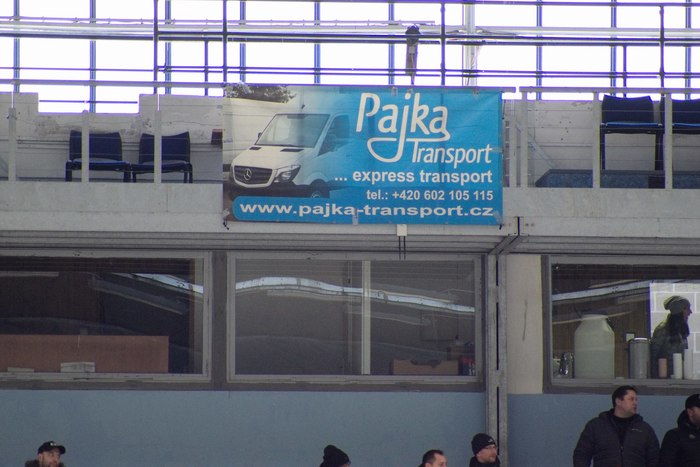 Pajka
Transport
... express transport
tel.: +420 602 105 115
www.pajka-transport.cz